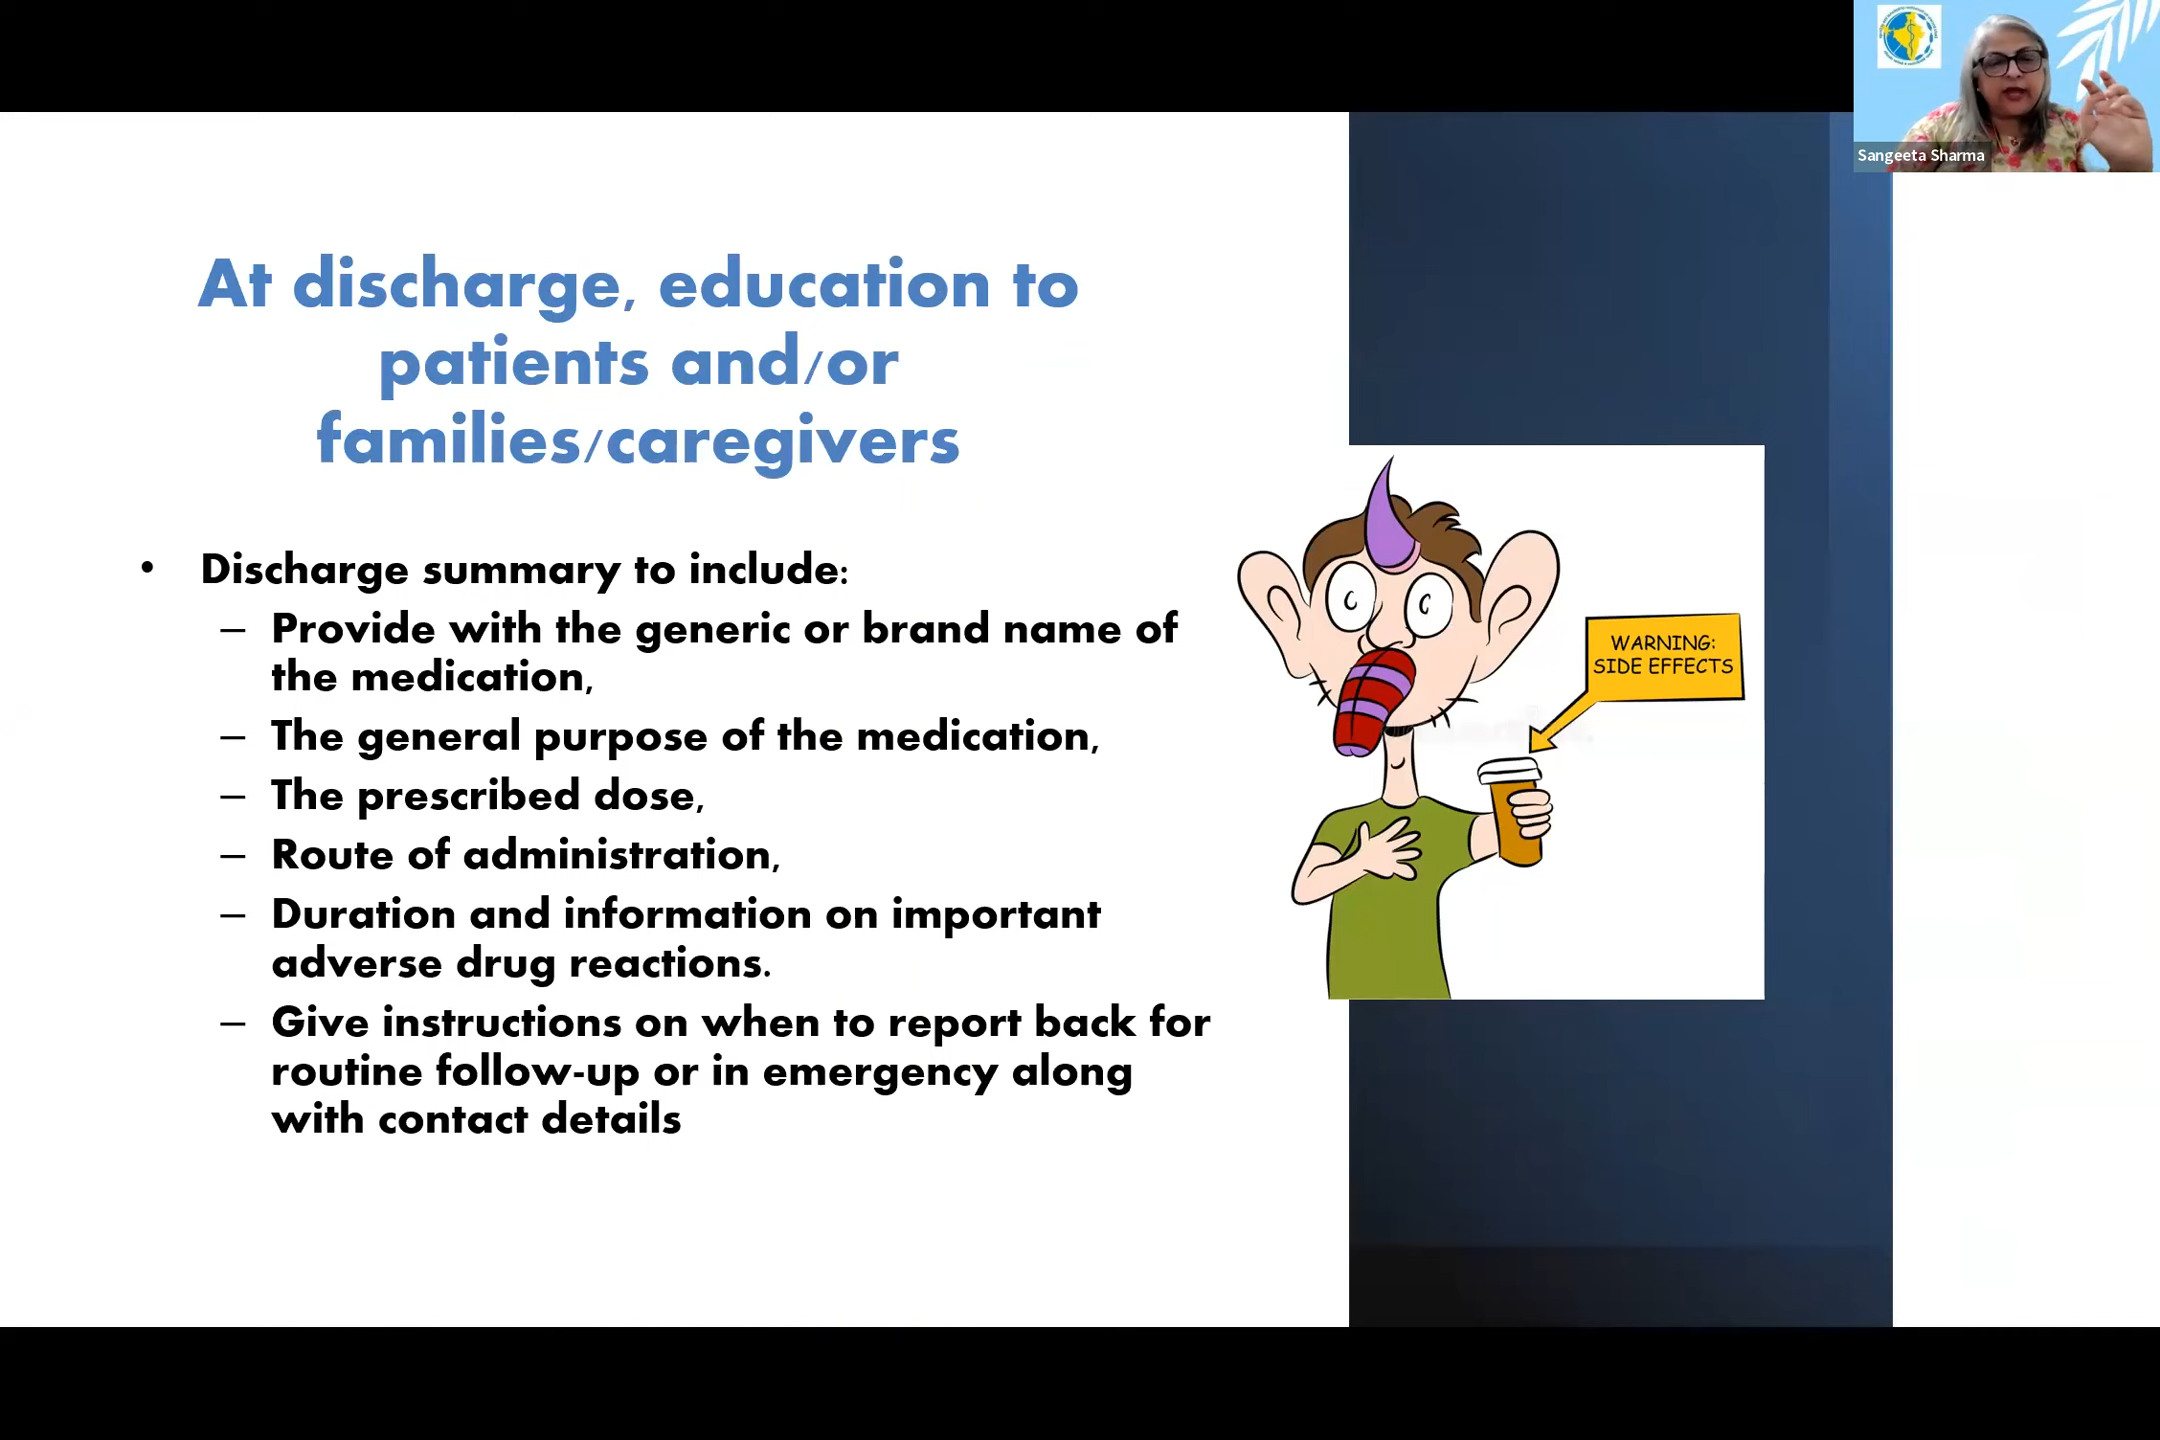 Sangeeta Sharma
At discharge, education to
patients and/or
families/caregivers
• Discharge summary to include:
– Provide with the generic or brand name of
the medication,
– The general purpose of the medication,
– The prescribed dose,
– Route of administration,
– Duration and information on important
adverse drug reactions.
– Give instructions on when to report back for
routine follow-up or in emergency along
with contact details
WARNING:
SIDE EFFECTS